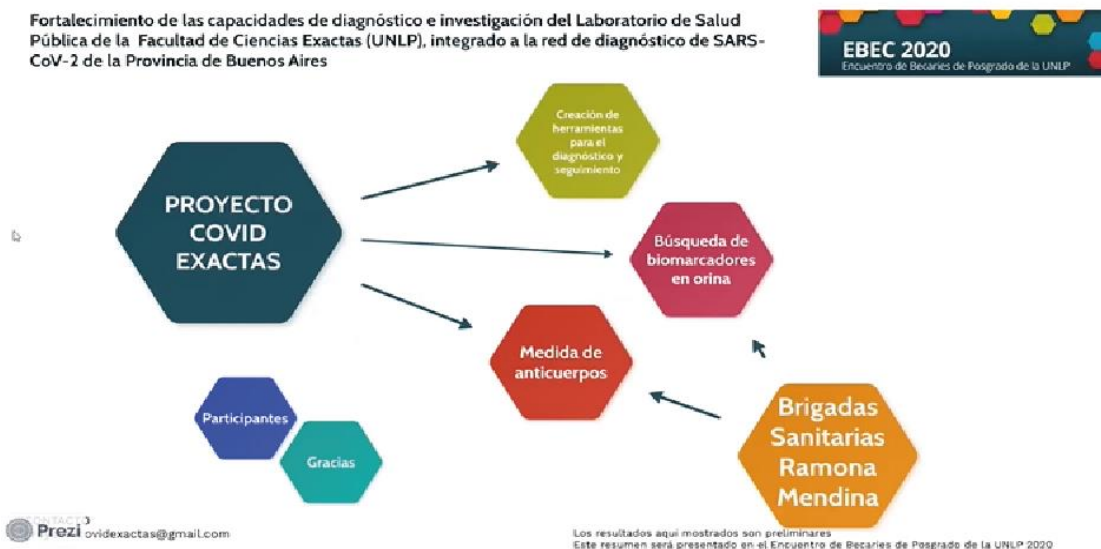 Fortalecimiento de las capacidades de diagnóstico e investigación del Laboratorio de Salud
Pública de la Facultad de Ciencias Exactas (UNLP), integrado a la red de diagnóstico de SARS-
CoV-2 de la Provincia de Buenos Aires
EBEC 2020
Encuentro de Becaries de Posgrado de la UNLP
Creación de
herramientas
para el
diagnóstico y
seguimiento
PROYECTO
COVID
EXACTAS
Búsqueda de
biomarcadores
en orina
Medida de
anticuerpos
Participantes
Gracias
Brigadas
Sanitarias
Ramona
Mendina
CONTACTO
Prezi
ovidexactas@gmail.com
Los resultados aquí mostrados son preliminares
Este resumen será presentado en el Encuentro de Becaries de Posgrado de la UNLP 2020